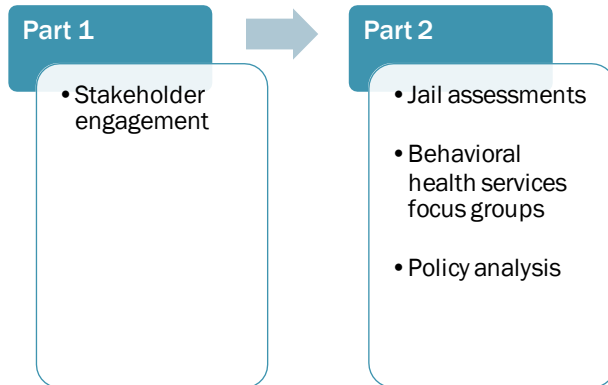 Part 1
• Stakeholder
engagement
Part 2
• Jail assessments
• Behavioral
health services
focus groups
• Policy analysis